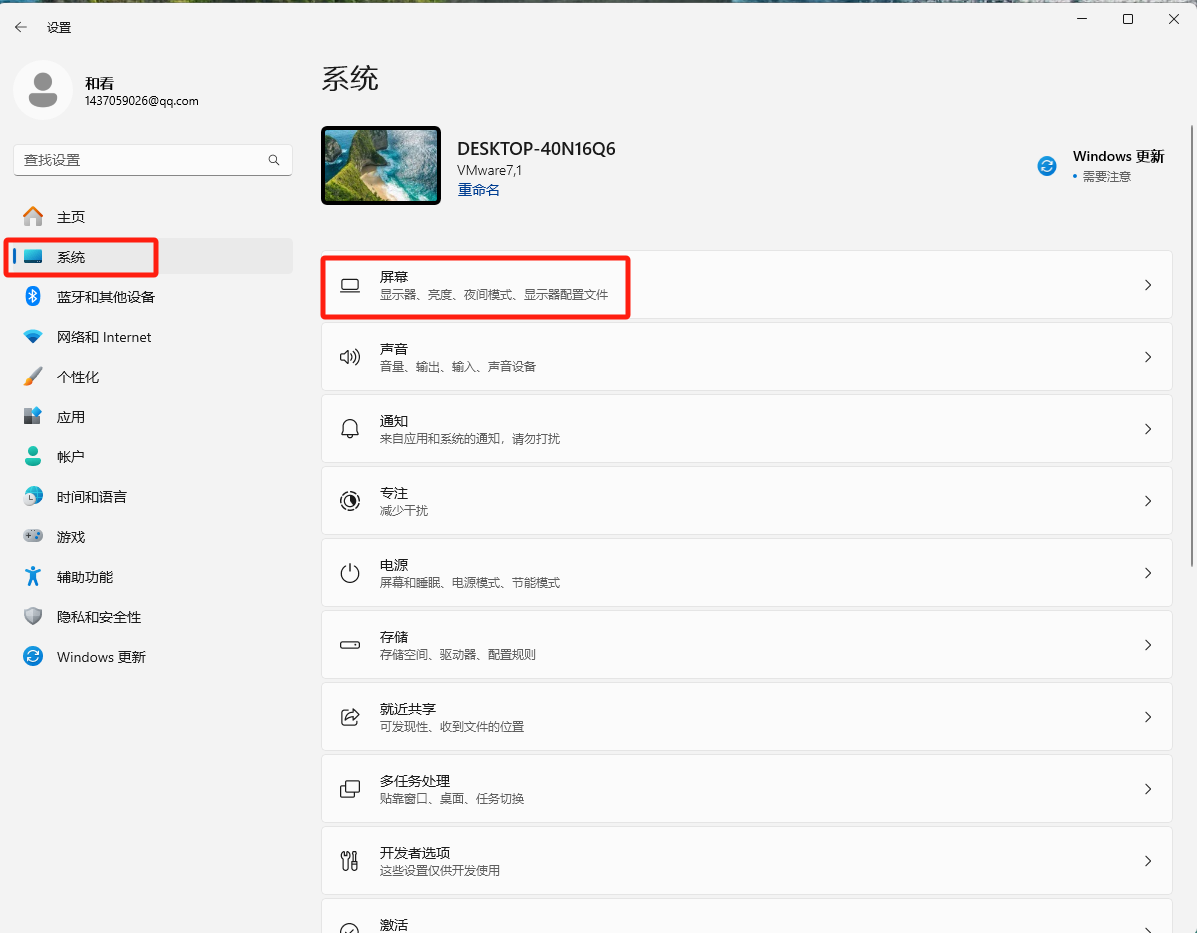 设置
和看
1437059026@qq.com
查找设置
主页
系统
蓝牙和其他设备
网络和 Internet
个性化
应用
帐户
时间和语言
游戏
辅助功能
隐私和安全性
Windows 更新
系统
DESKTOP-40N16Q6
VMware7,1
重命名
Windows 更新
• 需要注意
屏幕
显示器、亮度、夜间模式、显示器配置文件
声音
音量、输出、输入、声音设备
通知
来自应用和系统的通知，请勿打扰
专注
减少干扰
电源
屏幕和睡眠、电源模式、节能模式
存储
存储空间、驱动器、配置规则
就近共享
可发现性、收到文件的位置
多任务处理
贴靠窗口、桌面、任务切换
开发者选项
这些设置仅供开发使用
激活